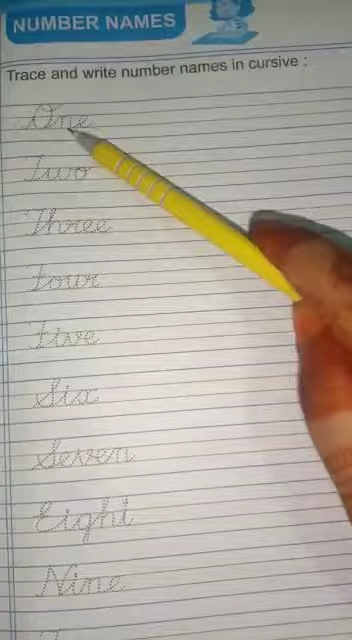 NUMBER NAMES
Trace and write number names in cursive :
One
Two
Three
Four
Five
Six
Seven
Eight
Nine